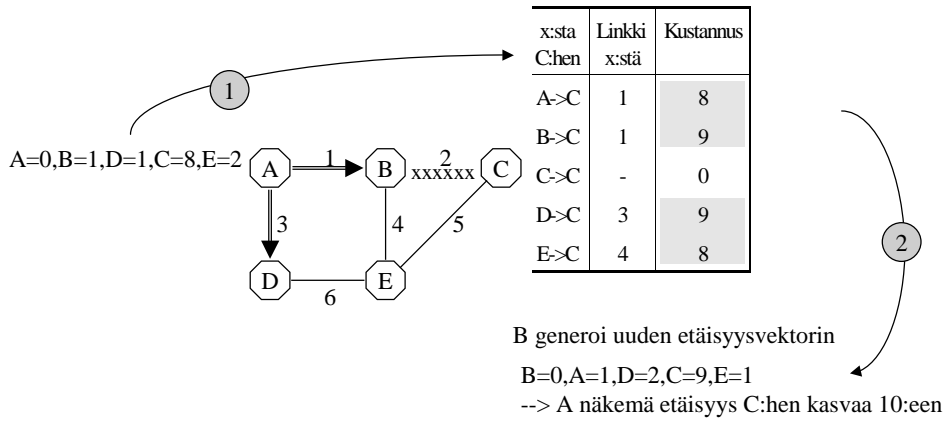 x:sta Linkki Kustannus
C:hen x:stä
1
A->C 1 8
B->C 1 9
C->C - 0
D->C 3 9
E->C 4 8
A=0,B=1,D=1,C=8,E=2
A 1 B 2 C
xxxxxx
3 4 5
D 6 E
2
B generoi uuden etäisyysvektorin
B=0,A=1,D=2,C=9,E=1
--> A näkemä etäisyys C:hen kasvaa 10:een